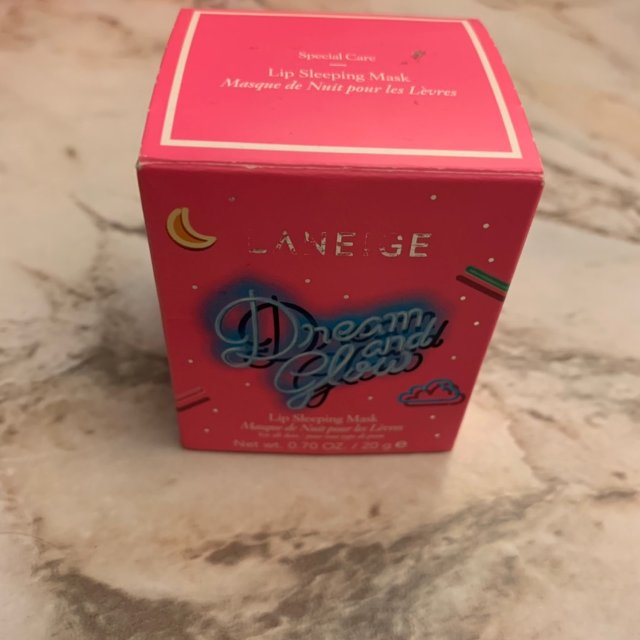 Special Care
Lip Sleeping Mask
Masque de Nuit pour les Lèvres
LANEIGE
Dream
and
Glow
Lip Sleeping Mask
Masque de Nuit pour les Lèvres
Net wt. 0.70 OZ. / 20 g e